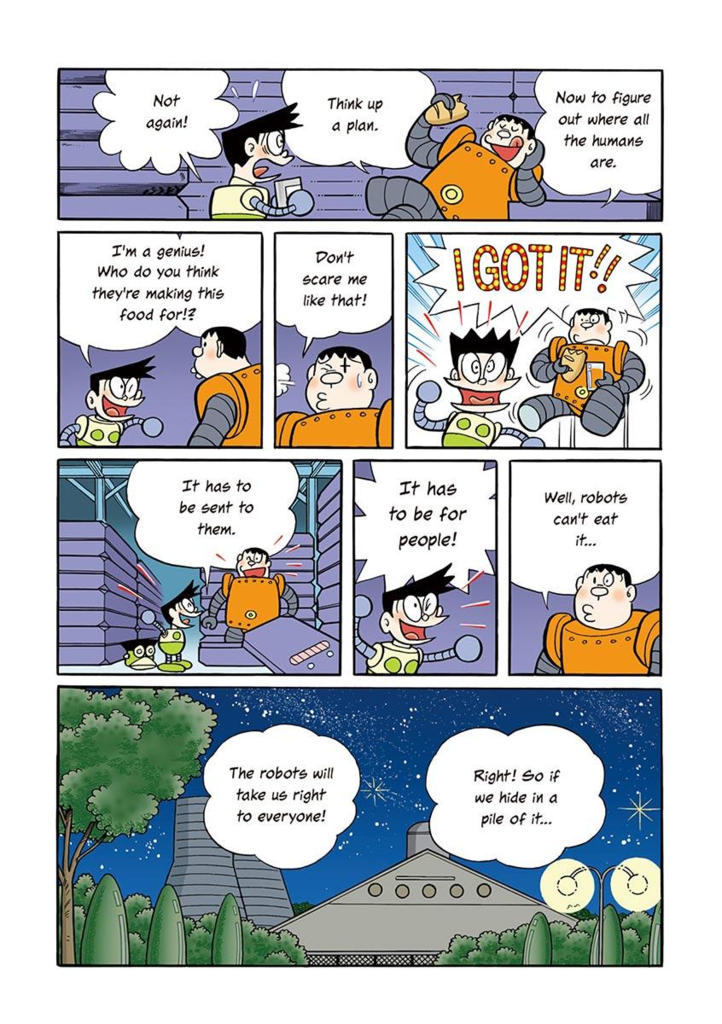 Now to figure
out where all
the humans
are.
Think up
a plan.
Not
again!
I GOT IT!!
Don't
scare me
like that!
I'm a genius!
Who do you think
they're making this
food for!?
Well, robots
can't eat
it...
It has
to be for
people!
It has to
be sent to
them.
Right! So if
we hide in a
pile of it...
The robots will
take us right
to everyone!